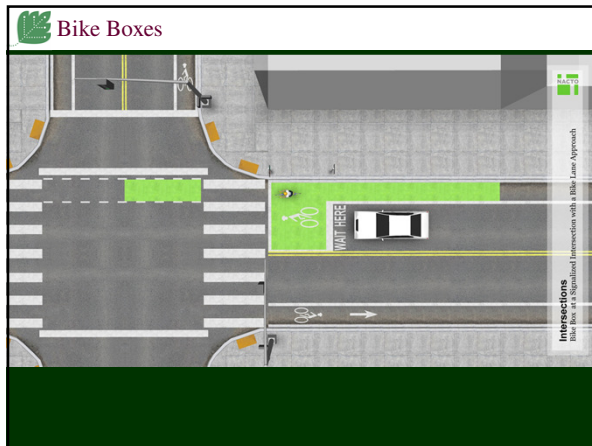 Bike Boxes
NACTO
WAIT HERE
Intersections
Bike Box at a Signalized Intersection with a Bike Lane Approach